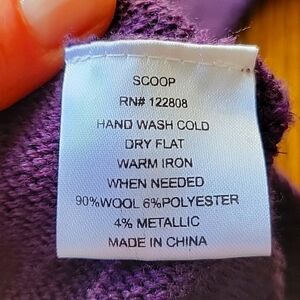 SCOOP
RN# 122808
HAND WASH COLD
DRY FLAT
WARM IRON
WHEN NEEDED
90%WOOL 6%POLYESTER
4% METALLIC
MADE IN CHINA